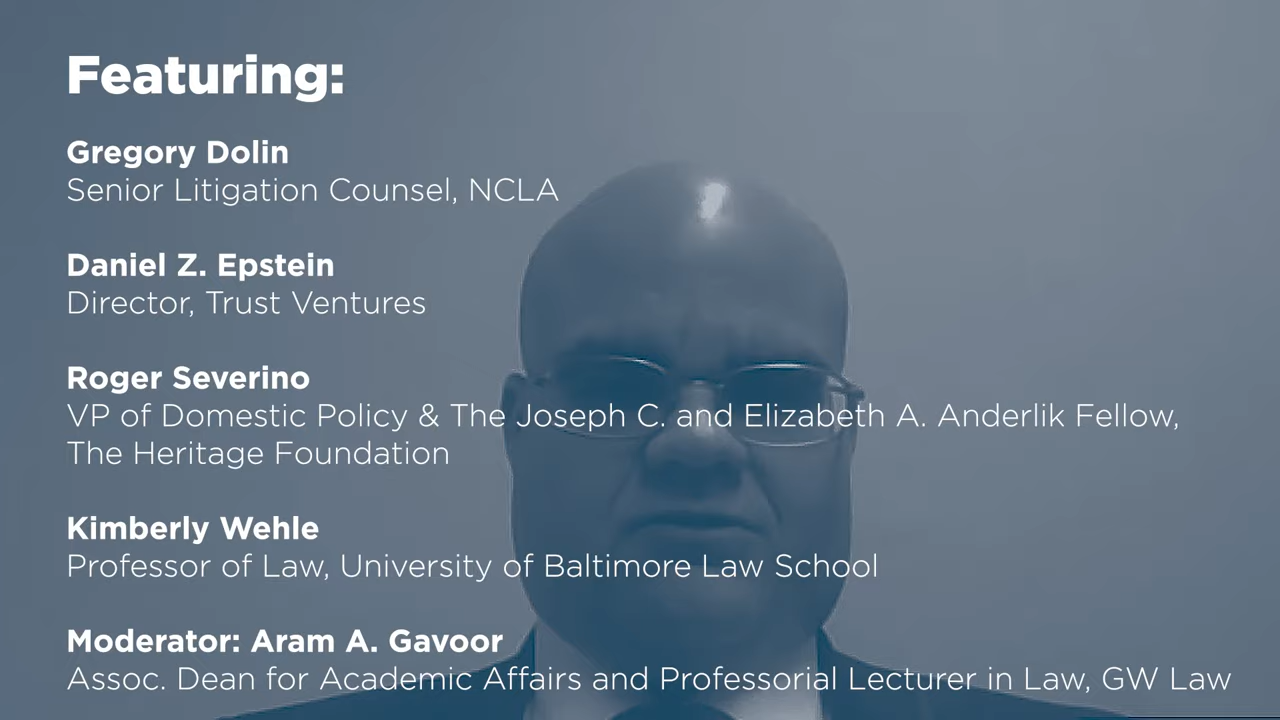 Featuring:
Gregory Dolin
Senior Litigation Counsel, NCLA
Daniel Z. Epstein
Director, Trust Ventures
Roger Severino
VP of Domestic Policy & The Joseph C. and Elizabeth A. Anderlik Fellow,
The Heritage Foundation
Kimberly Wehle
Professor of Law, University of Baltimore Law School
Moderator: Aram A. Gavoor
Assoc. Dean for Academic Affairs and Professorial Lecturer in Law, GW Law